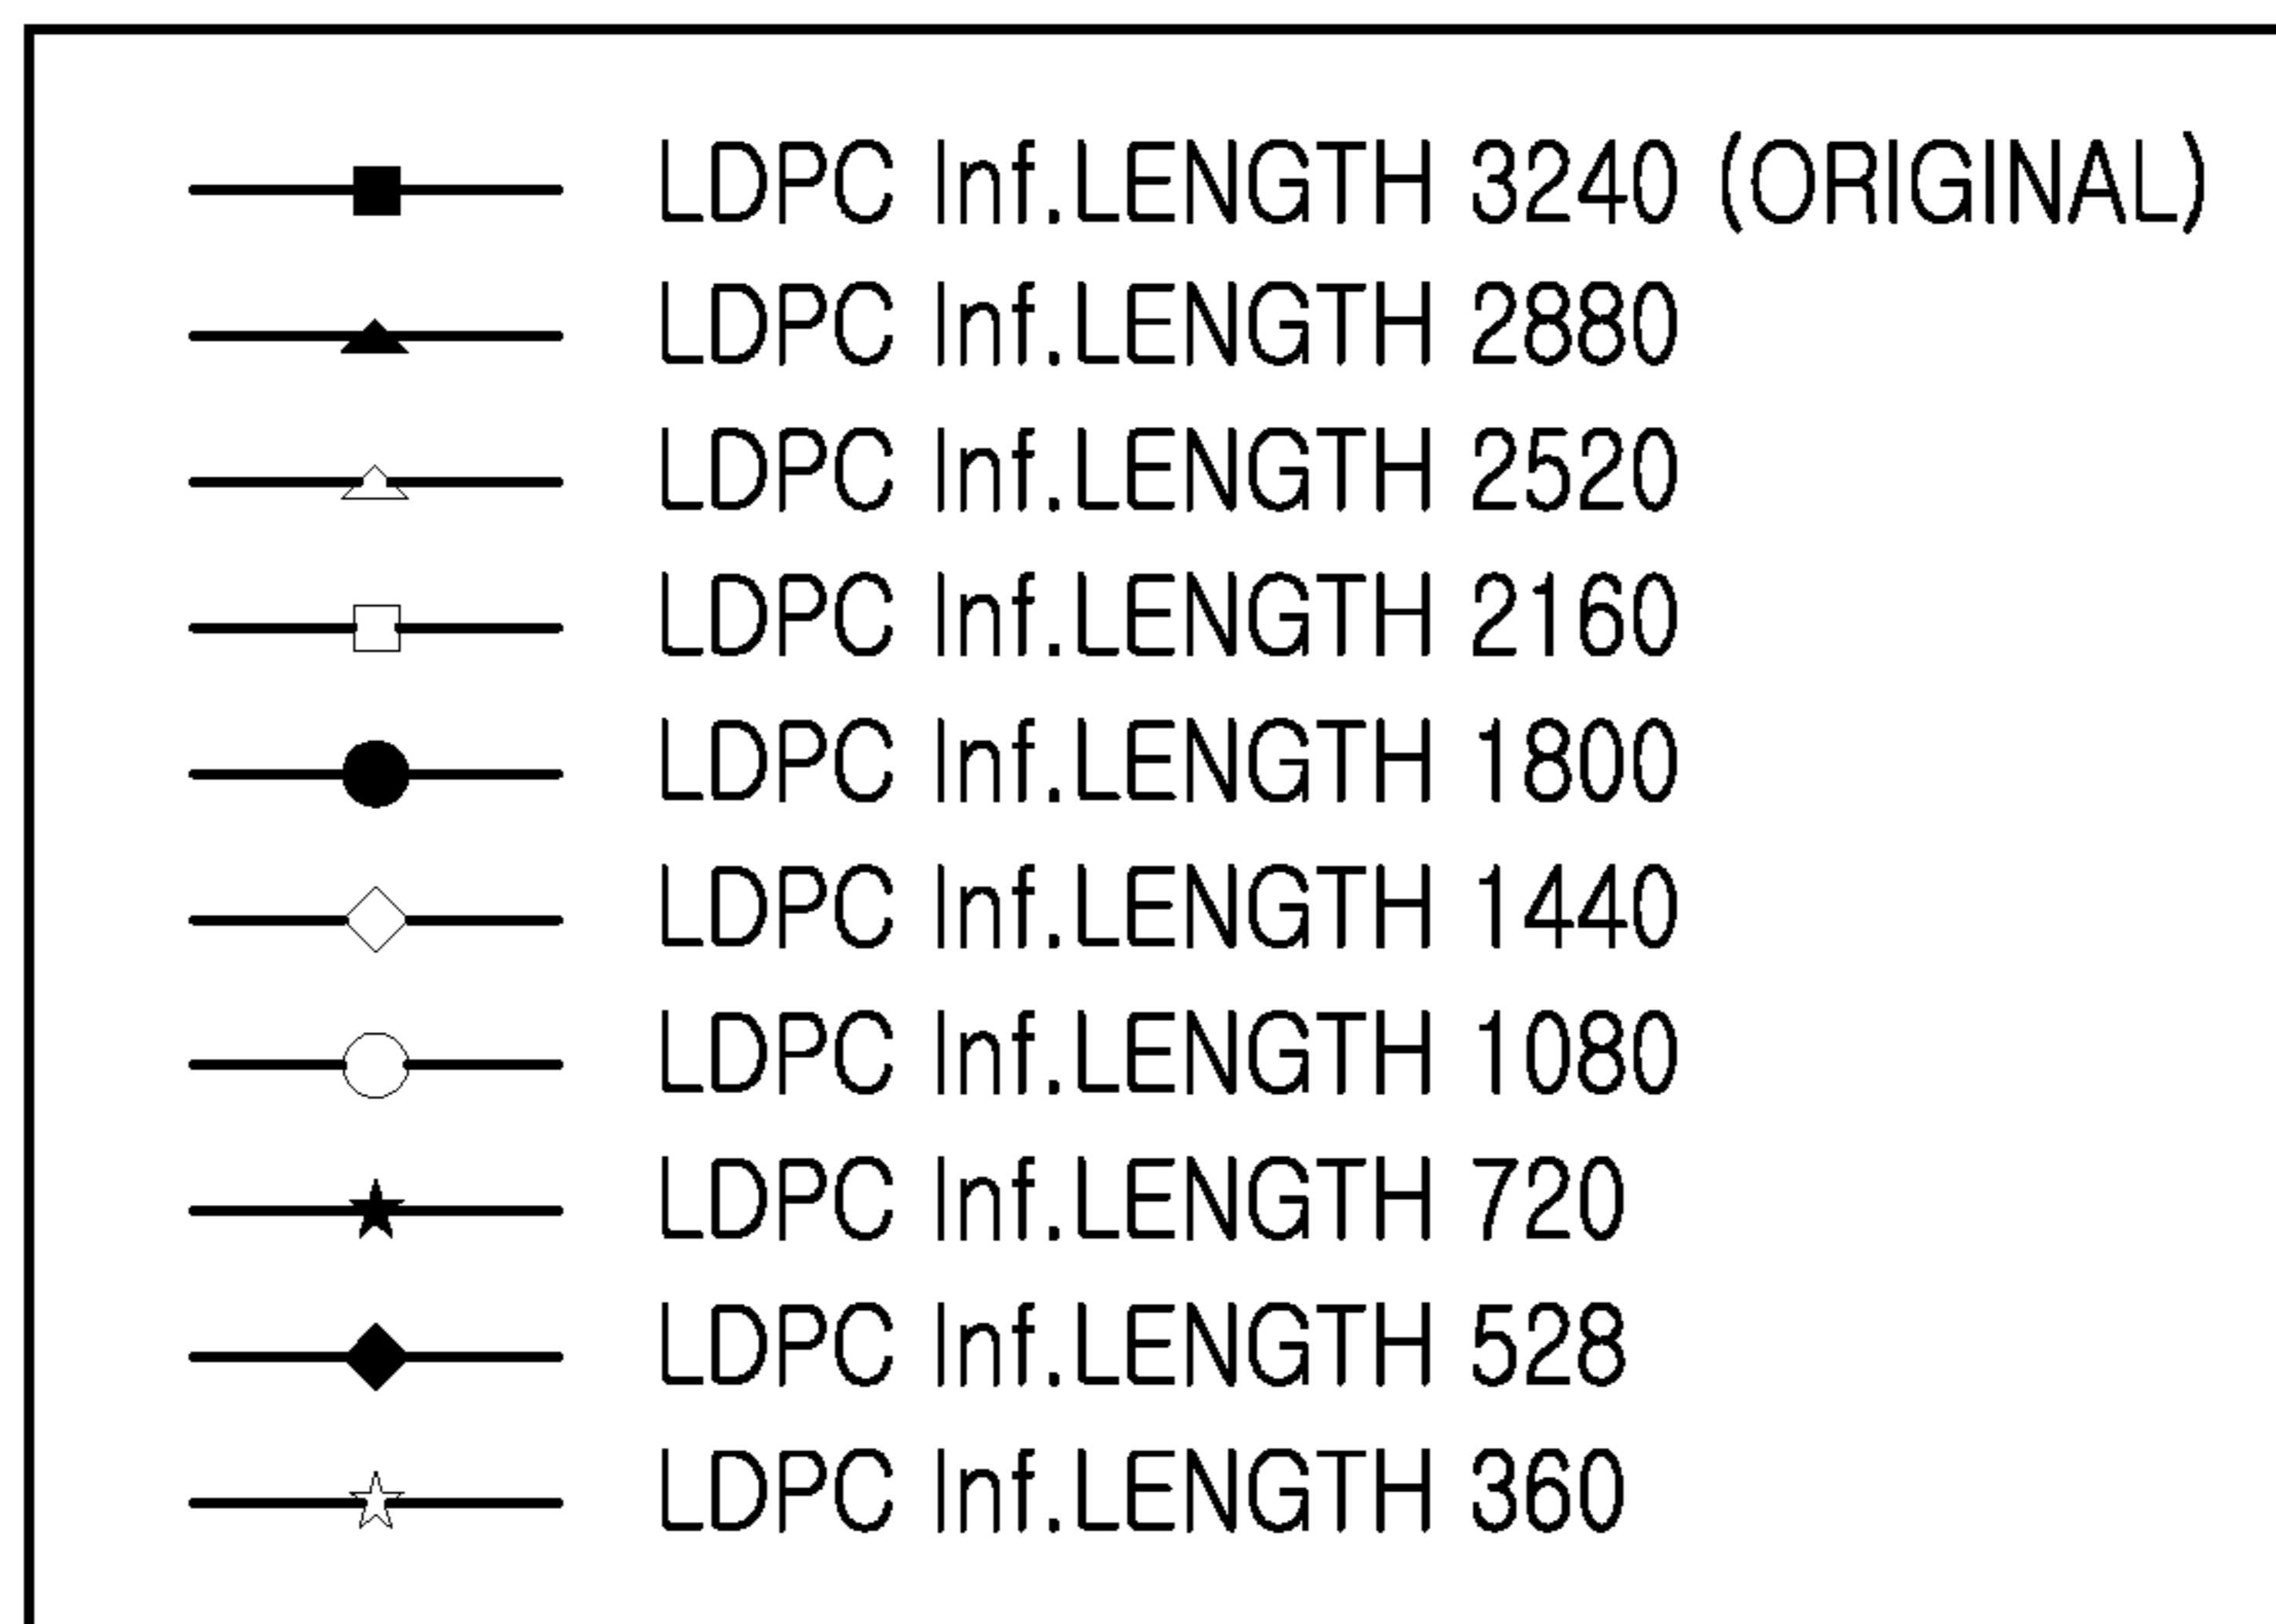 LDPC Inf.LENGTH 3240 (ORIGINAL)
LDPC Inf.LENGTH 2880
LDPC Inf.LENGTH 2520
LDPC Inf.LENGTH 2160
LDPC Inf.LENGTH 1800
LDPC Inf.LENGTH 1440
LDPC Inf.LENGTH 1080
LDPC Inf.LENGTH 720
LDPC Inf.LENGTH 528
LDPC Inf.LENGTH 360